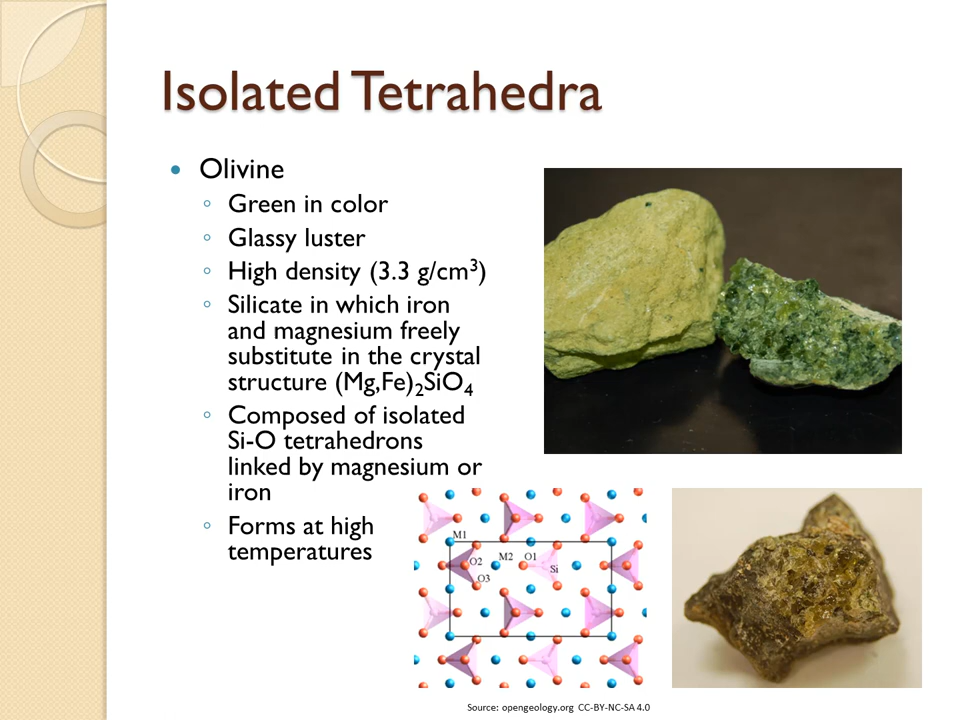 Isolated Tetrahedra
• Olivine
◦ Green in color
◦ Glassy luster
◦ High density (3.3 g/cm³)
◦ Silicate in which iron
and magnesium freely
substitute in the crystal
structure (Mg,Fe)₂SiO₄
◦ Composed of isolated
Si-O tetrahedrons
linked by magnesium or
iron
◦ Forms at high
temperatures
M1
O2
M2
O1
Si
O3
Source: opengeology.org CC-BY-NC-SA 4.0